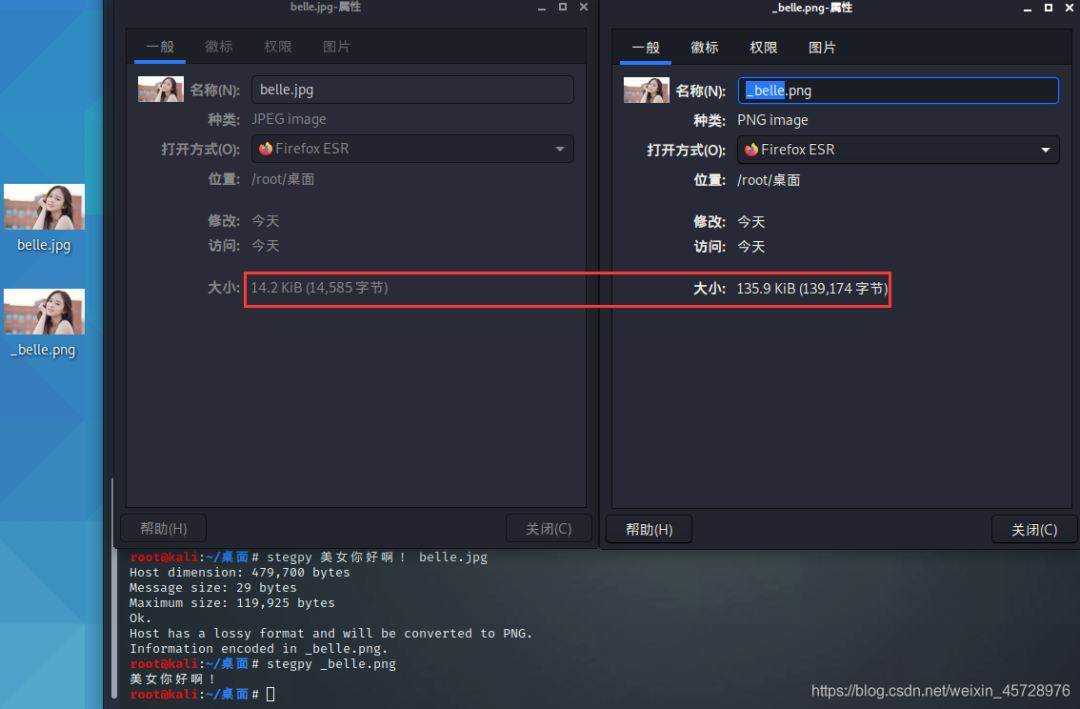 belle.jpg-属性
一般 徽标 权限 图片
名称(N): belle.jpg
种类: JPEG image
打开方式(O): Firefox ESR
位置: /root/桌面
修改: 今天
访问: 今天
大小: 14.2 KiB (14,585 字节)
帮助(H) 关闭(C)
_belle.png-属性
一般 徽标 权限 图片
名称(N): _belle.png
种类: PNG image
打开方式(O): Firefox ESR
位置: /root/桌面
修改: 今天
访问: 今天
大小: 135.9 KiB (139,174 字节)
帮助(H) 关闭(C)
belle.jpg
_belle.png
root@kali:~/桌面# stegpy 美女你好啊！ belle.jpg
Host dimension: 479,700 bytes
Message size: 29 bytes
Maximum size: 119,925 bytes
Ok.
Host has a lossy format and will be converted to PNG.
Information encoded in _belle.png.
root@kali:~/桌面# stegpy _belle.png
美女你好啊！
root@kali:~/桌面#
https://blog.csdn.net/weixin_45728976